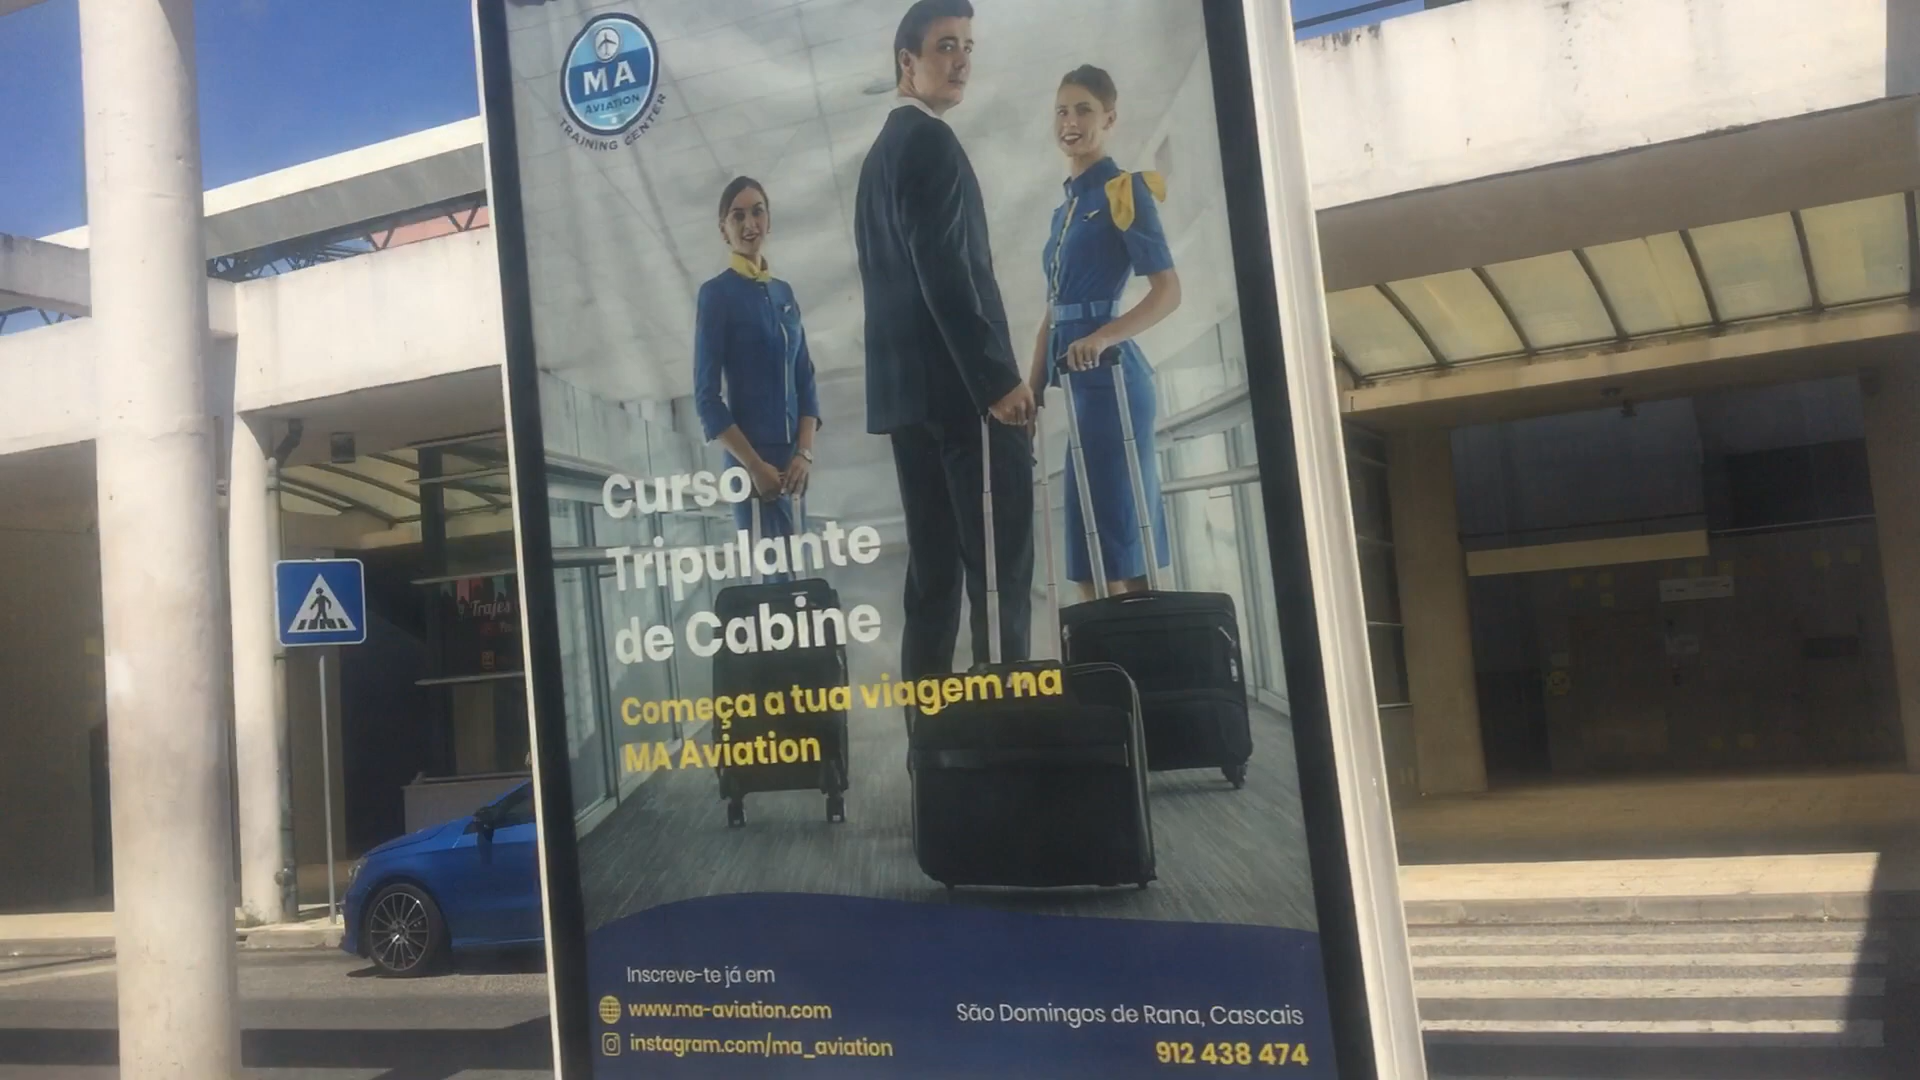 MA
AVIATION
TRAINING CENTER
Curso
Tripulante
de Cabine
Começa a tua viagem na
MA Aviation
Trajes
Inscreve-te já em
www.ma-aviation.com
instagram.com/ma_aviation
São Domingos de Rana, Cascais
912 438 474